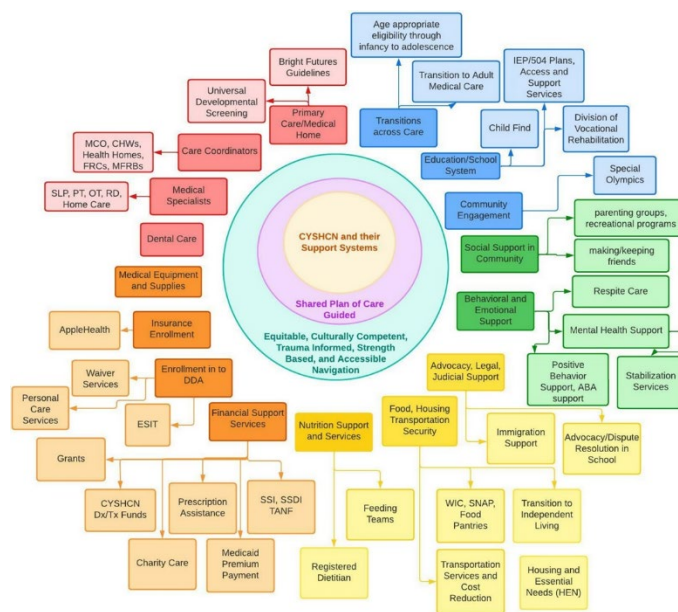 Age appropriate
eligibility through
infancy to adolescence
Bright Futures
Guidelines
Transition to Adult
Medical Care
IEP/504 Plans,
Access and
Support
Services
Universal
Developmental
Screening
Primary
Care/Medical
Home
Transitions
across Care
Child Find
Division of
Vocational
Rehabilitation
Education/School
System
MCO, CHWs,
Health Homes,
FRCs, MFRBs
Care Coordinators
SLP, PT, OT, RD,
Home Care
Medical
Specialists
Community
Engagement
Special
Olympics
Dental Care
Social Support in
Community
parenting groups,
recreational programs
making/keeping
friends
CYSHCN and their
Support Systems
Shared Plan of Care
Guided
Equitable, Culturally Competent,
Trauma Informed, Strength
Based, and Accessible
Navigation
Medical Equipment
and Supplies
Behavioral and
Emotional
Support
Respite Care
Mental Health Support
Positive
Behavior
Support, ABA
support
Stabilization
Services
AppleHealth
Insurance
Enrollment
Waiver
Services
Enrollment in to
DDA
Personal
Care
Services
ESIT
Financial Support
Services
Nutrition Support
and Services
Food, Housing
Transportation
Security
Advocacy, Legal,
Judicial Support
Immigration
Support
Advocacy/Dispute
Resolution in
School
Grants
CYSHCN
Dx/Tx Funds
Prescription
Assistance
SSI, SSDI
TANF
Feeding
Teams
WIC, SNAP,
Food
Pantries
Transition to
Independent
Living
Charity Care
Medicaid
Premium
Payment
Registered
Dietitian
Transportation
Services and
Cost
Reduction
Housing and
Essential
Needs (HEN)